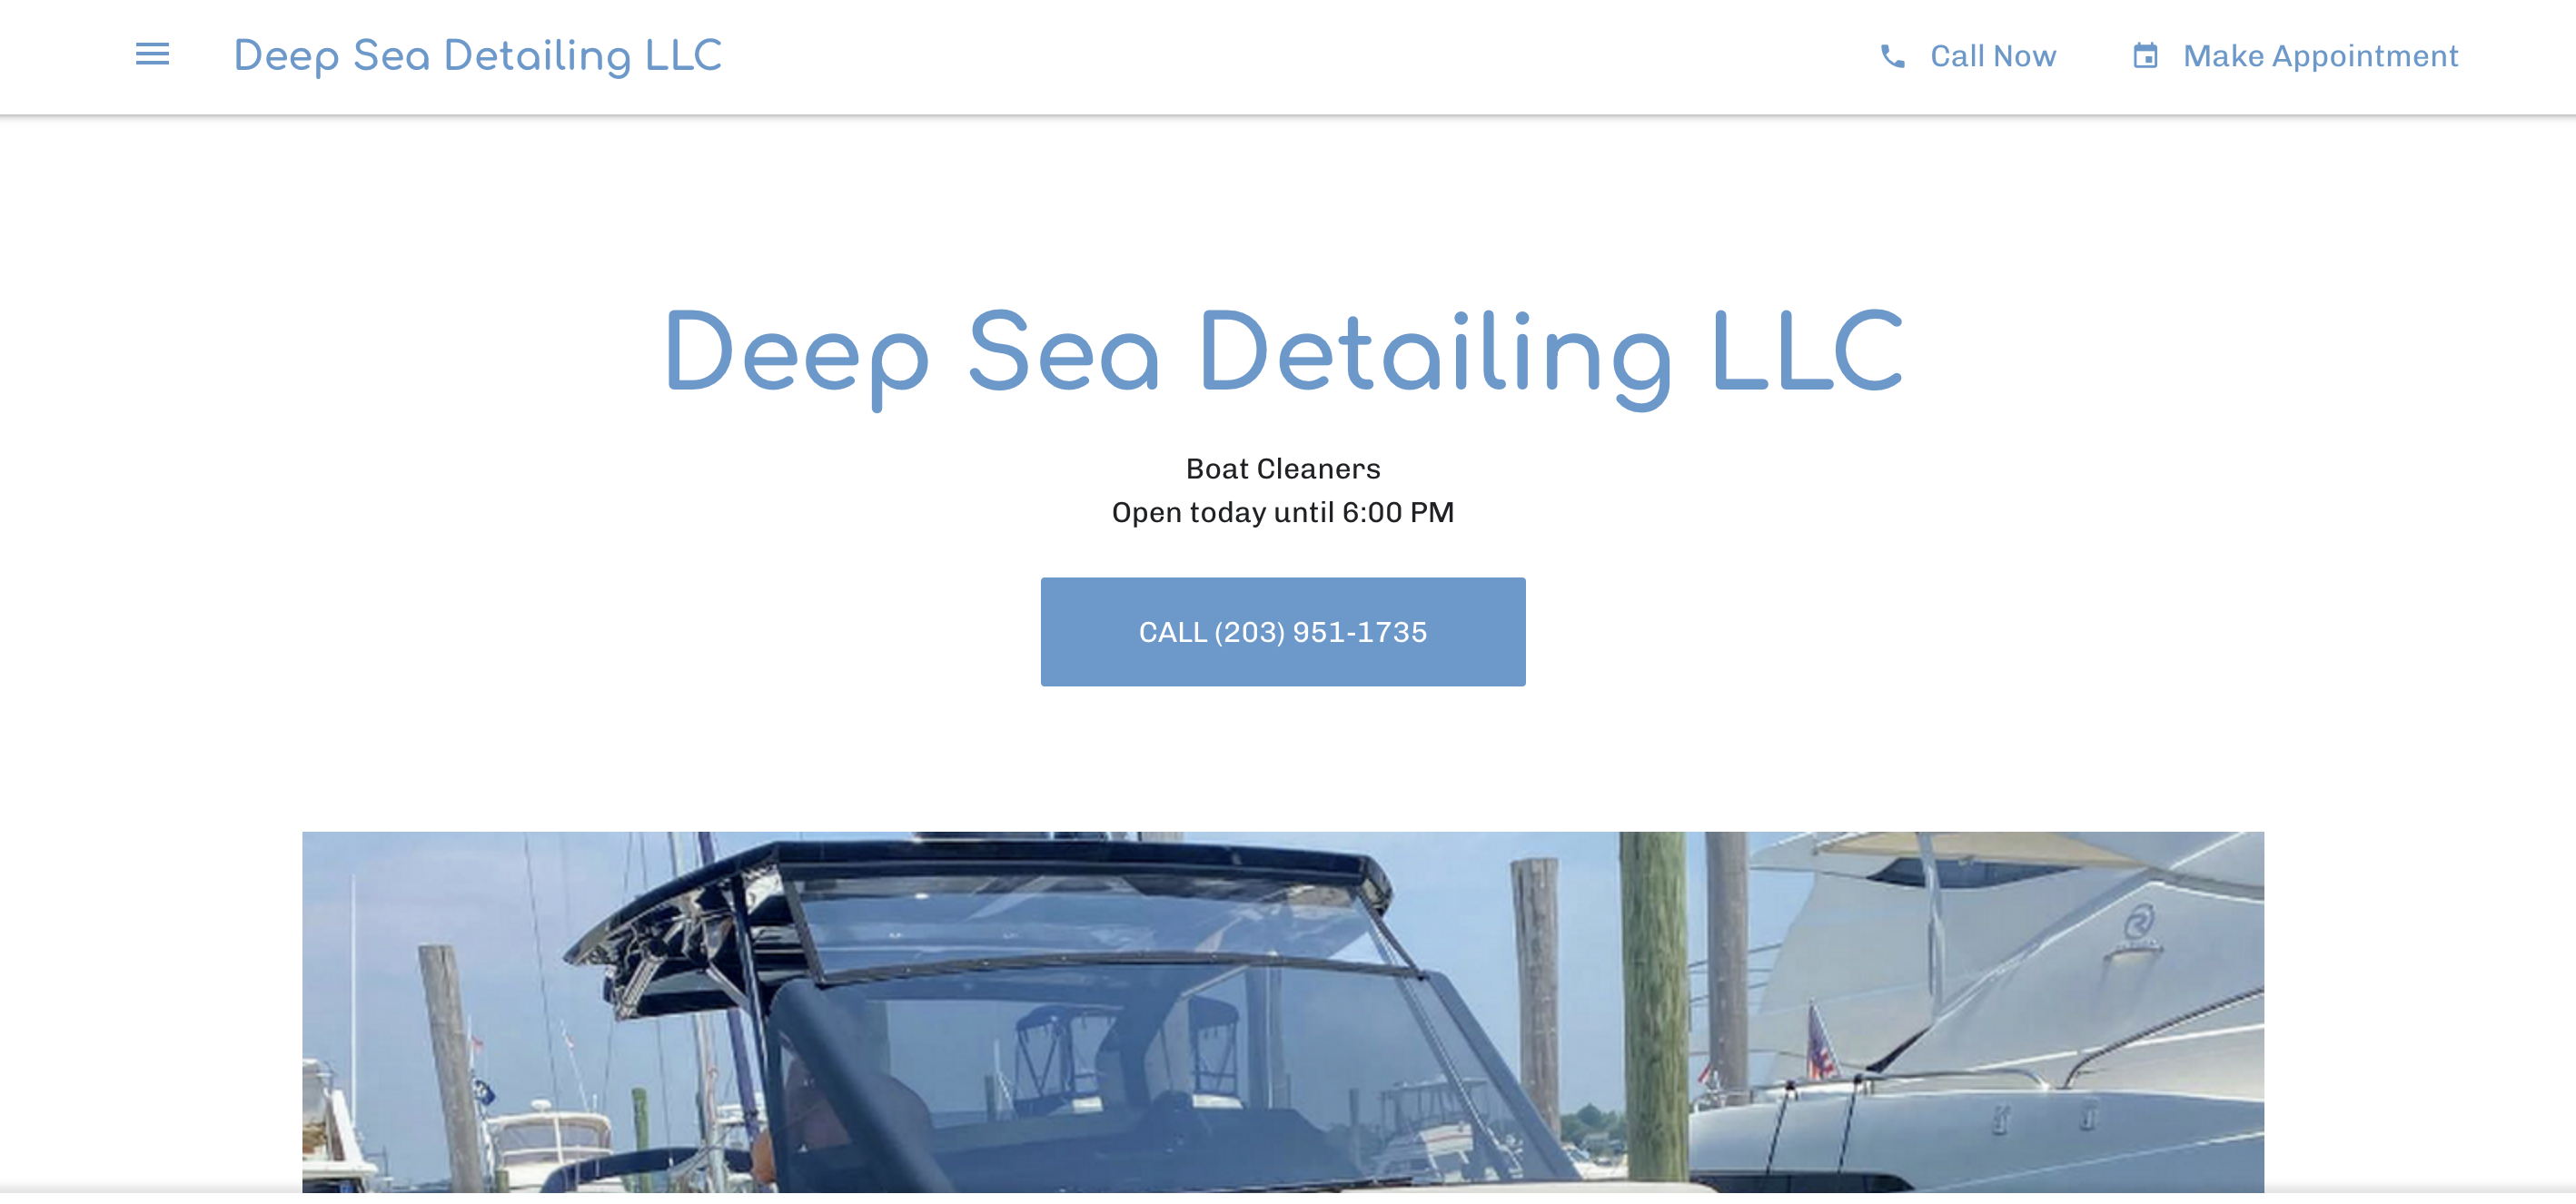 Deep Sea Detailing LLC
Call Now
Make Appointment
Deep Sea Detailing LLC
Boat Cleaners
Open today until 6:00 PM
CALL (203) 951-1735